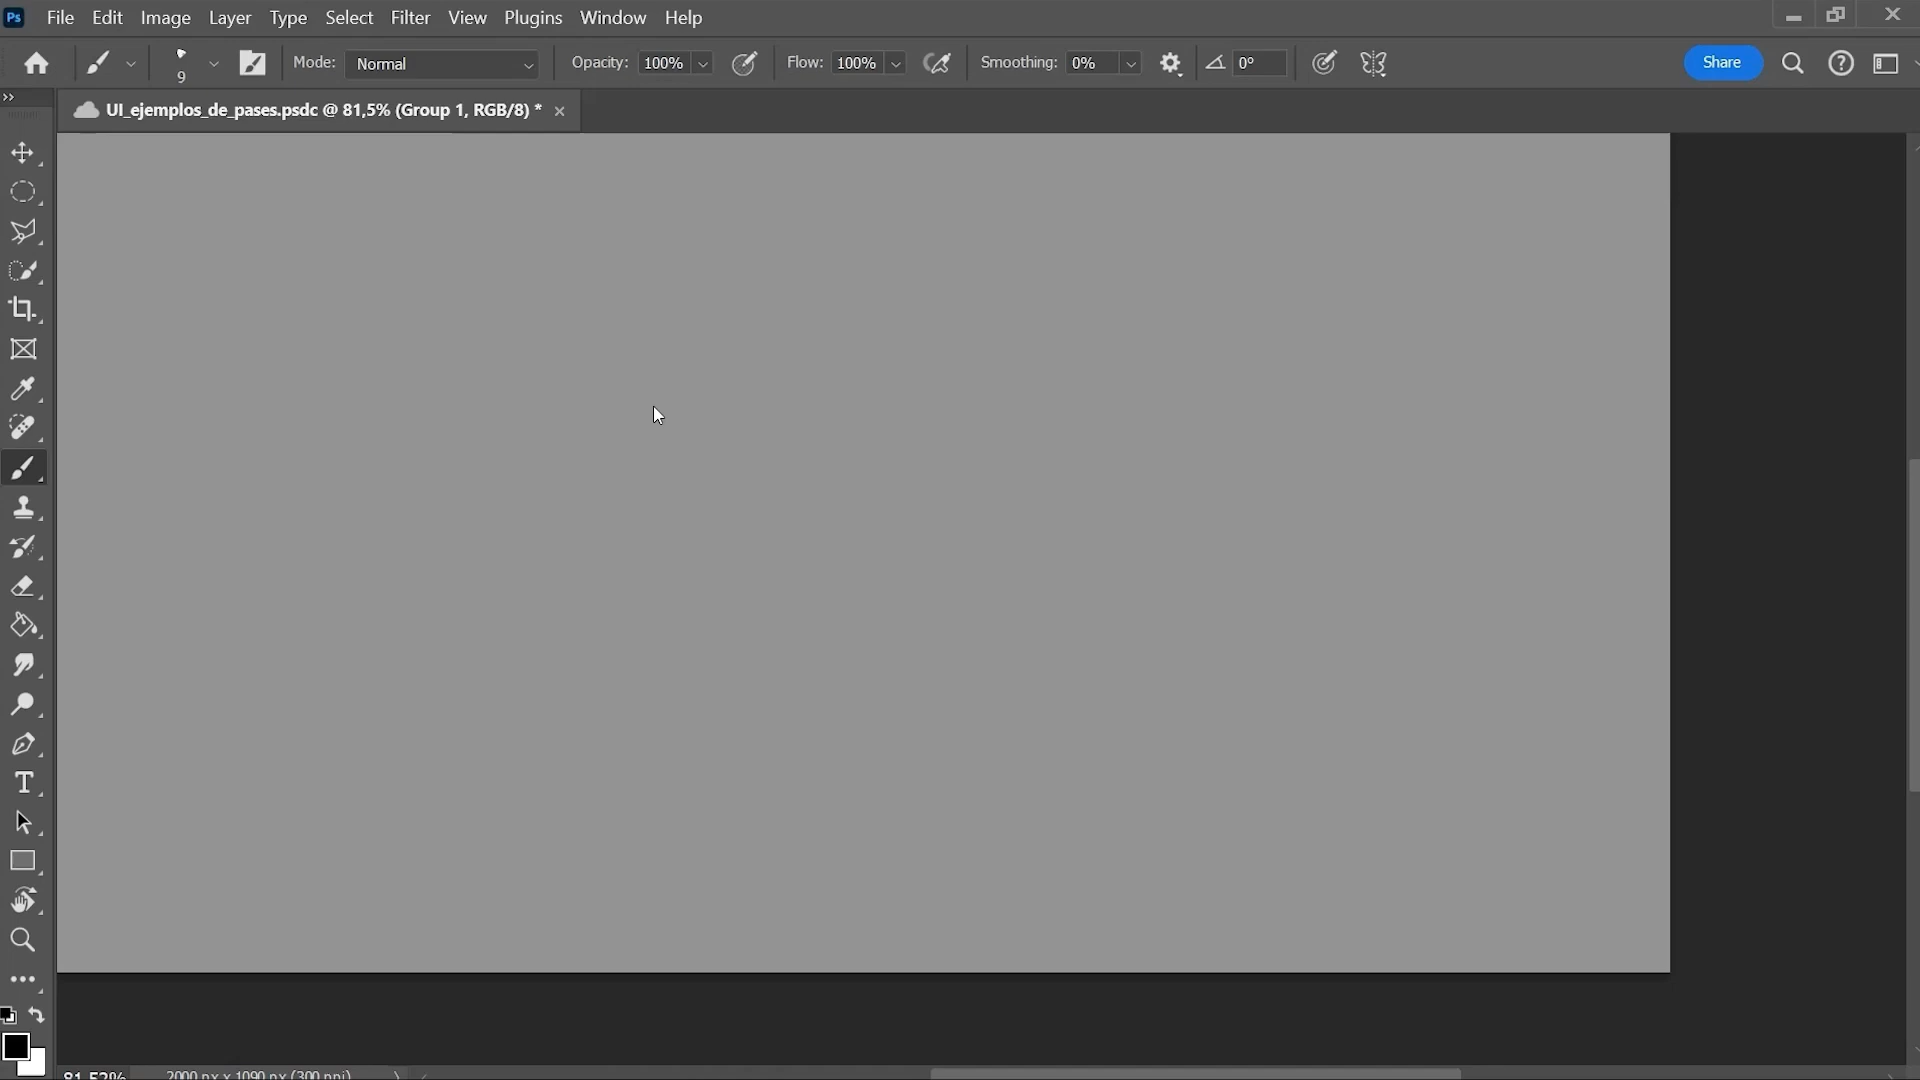 Ps File Edit Image Layer Type Select Filter View Plugins Window Help
9 Mode: Normal Opacity: 100% Flow: 100% Smoothing: 0% 0° Share
UI_ejemplos_de_pases.psdc @ 81,5% (Group 1, RGB/8) *
81,52% 2000 px x 1090 px (300 ppi)